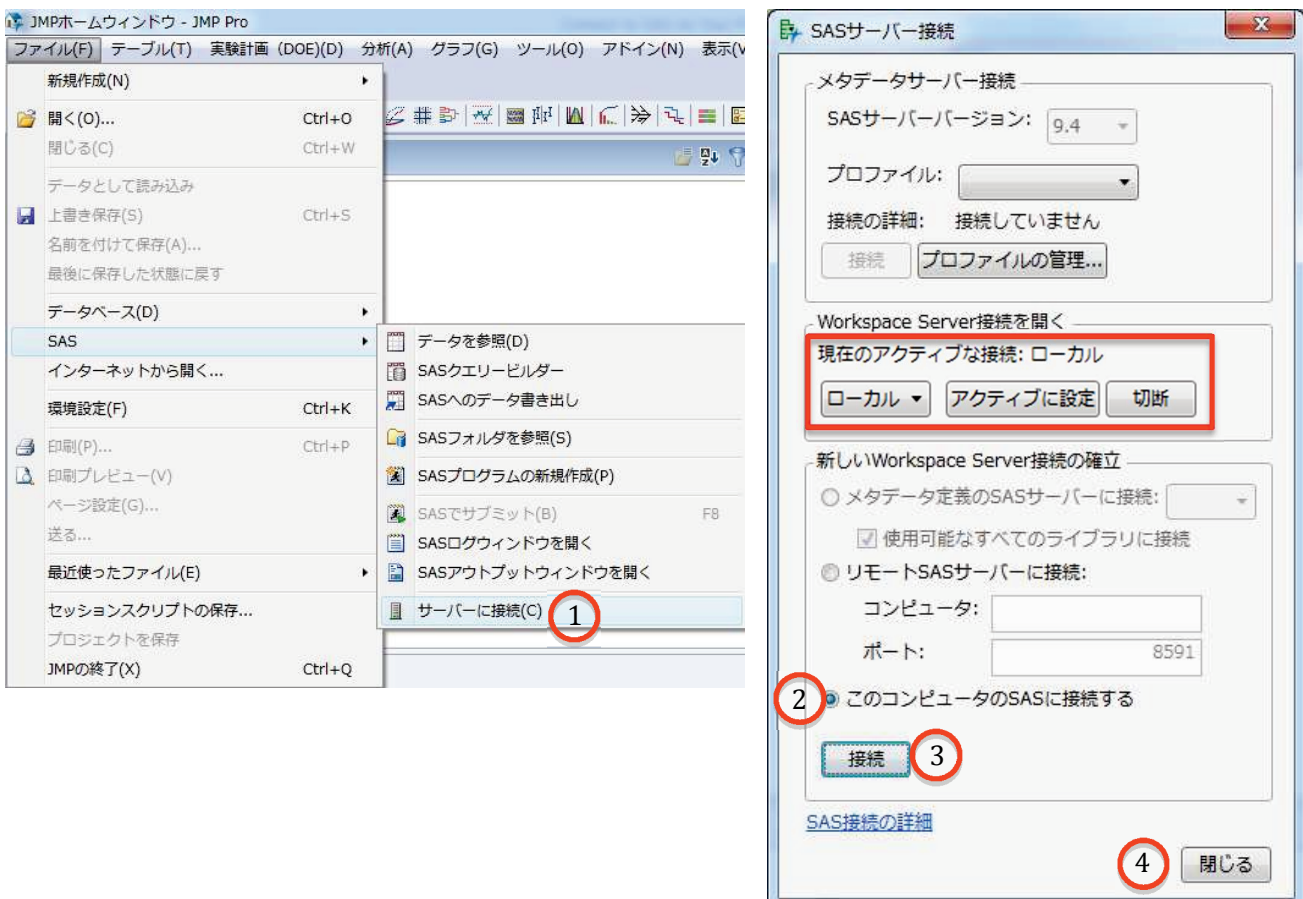 JMPホームウィンドウ - JMP Pro
ファイル(F) テーブル(T) 実験計画 (DOE)(D) 分析(A) グラフ(G) ツール(O) アドイン(N) 表示(V
新規作成(N)
開く(O)... Ctrl+O
閉じる(C) Ctrl+W
データとして読み込み
上書き保存(S) Ctrl+S
名前を付けて保存(A)...
最後に保存した状態に戻す
データベース(D)
SAS
インターネットから開く...
環境設定(F) Ctrl+K
印刷(P)... Ctrl+P
印刷プレビュー(V)
ページ設定(G)...
送る...
最近使ったファイル(E)
セッションスクリプトの保存...
プロジェクトを保存
JMPの終了(X) Ctrl+Q
データを参照(D)
SASクエリービルダー
SASへのデータ書き出し
SASフォルダを参照(S)
SASプログラムの新規作成(P)
SASでサブミット(B) F8
SASログウィンドウを開く
SASアウトプットウィンドウを開く
サーバーに接続(C) 1
SASサーバー接続
メタデータサーバー接続
SASサーバーバージョン: 9.4
プロファイル:
接続の詳細: 接続していません
接続 プロファイルの管理...
Workspace Server接続を開く
現在のアクティブな接続: ローカル
ローカル アクティブに設定 切断
新しいWorkspace Server接続の確立
メタデータ定義のSASサーバーに接続:
使用可能なすべてのライブラリに接続
リモートSASサーバーに接続:
コンピュータ:
ポート: 8591
2 このコンピュータのSASに接続する
接続 3
SAS接続の詳細
4 閉じる